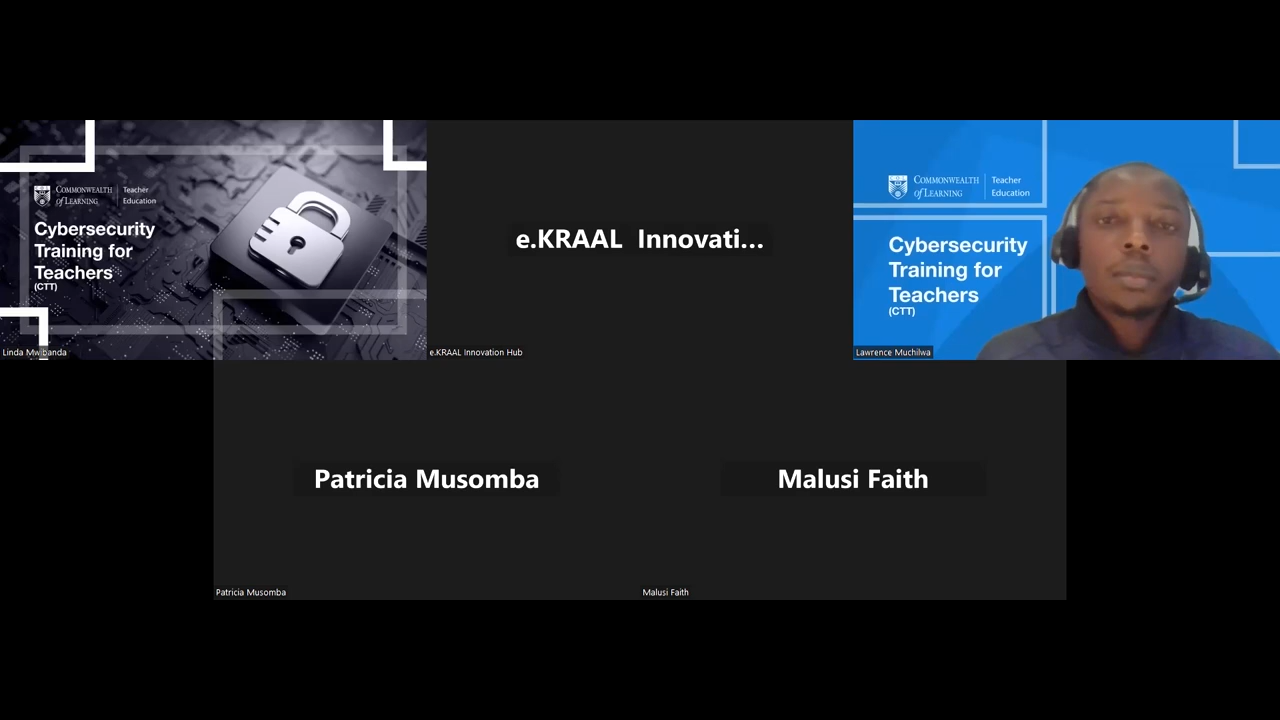 COMMONWEALTH
of LEARNING
Teacher
Education
Cybersecurity
Training for
Teachers
(CTT)
Linda Mwibanda
e.KRAAL Innovati...
e.KRAAL Innovation Hub
COMMONWEALTH
of LEARNING
Teacher
Education
Cybersecurity
Training for
Teachers
(CTT)
Lawrence Muchilwa
Patricia Musomba
Patricia Musomba
Malusi Faith
Malusi Faith